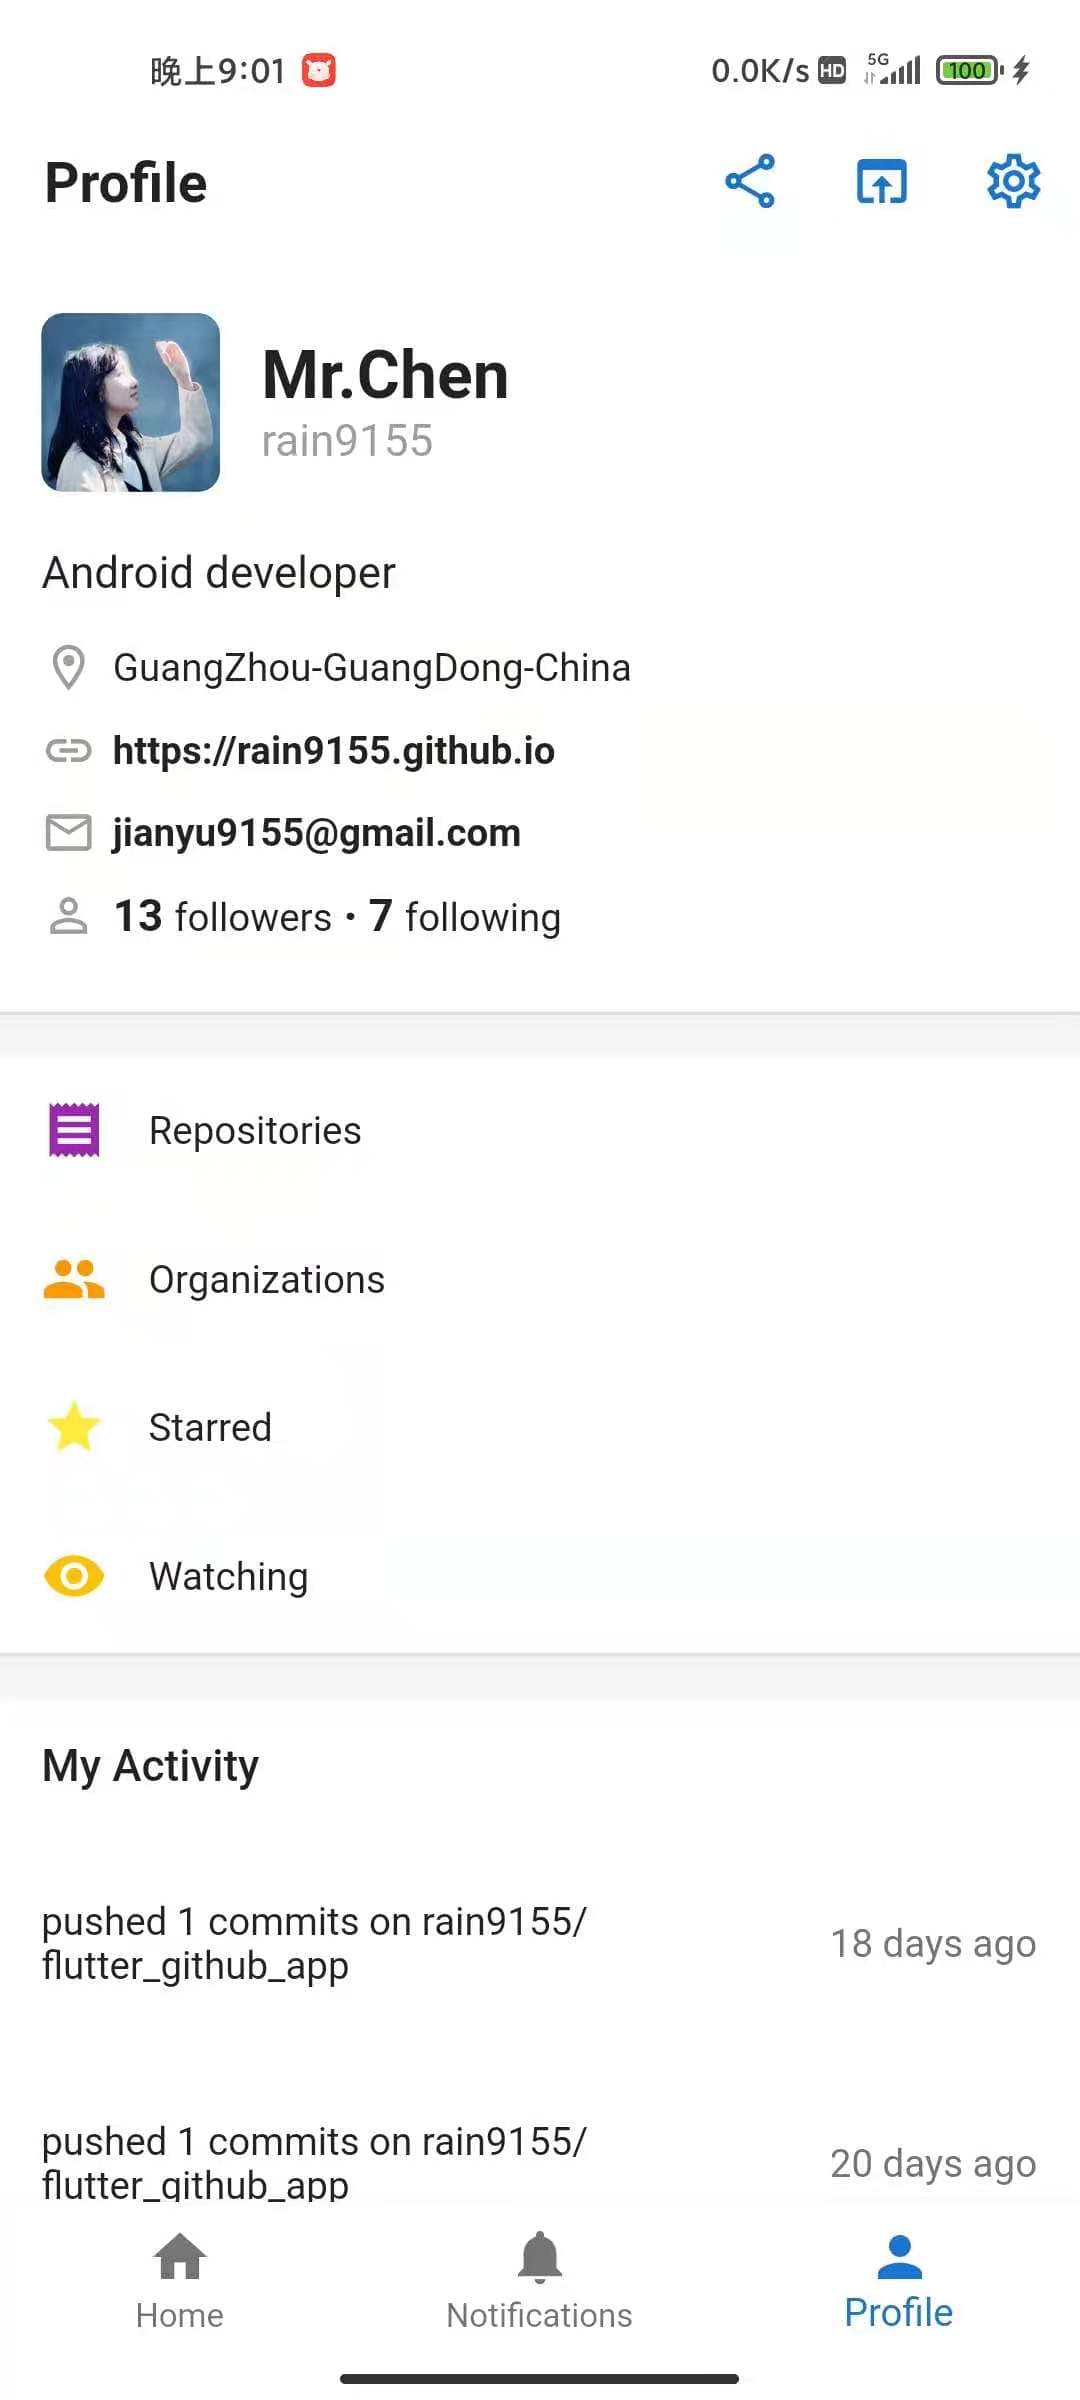 晚上9:01
0.0K/s HD 5G 100
Profile
Mr.Chen
rain9155
Android developer
GuangZhou-GuangDong-China
https://rain9155.github.io
jianyu9155@gmail.com
13 followers • 7 following
Repositories
Organizations
Starred
Watching
My Activity
pushed 1 commits on rain9155/
flutter_github_app
18 days ago
pushed 1 commits on rain9155/
flutter_github_app
20 days ago
Home
Notifications
Profile